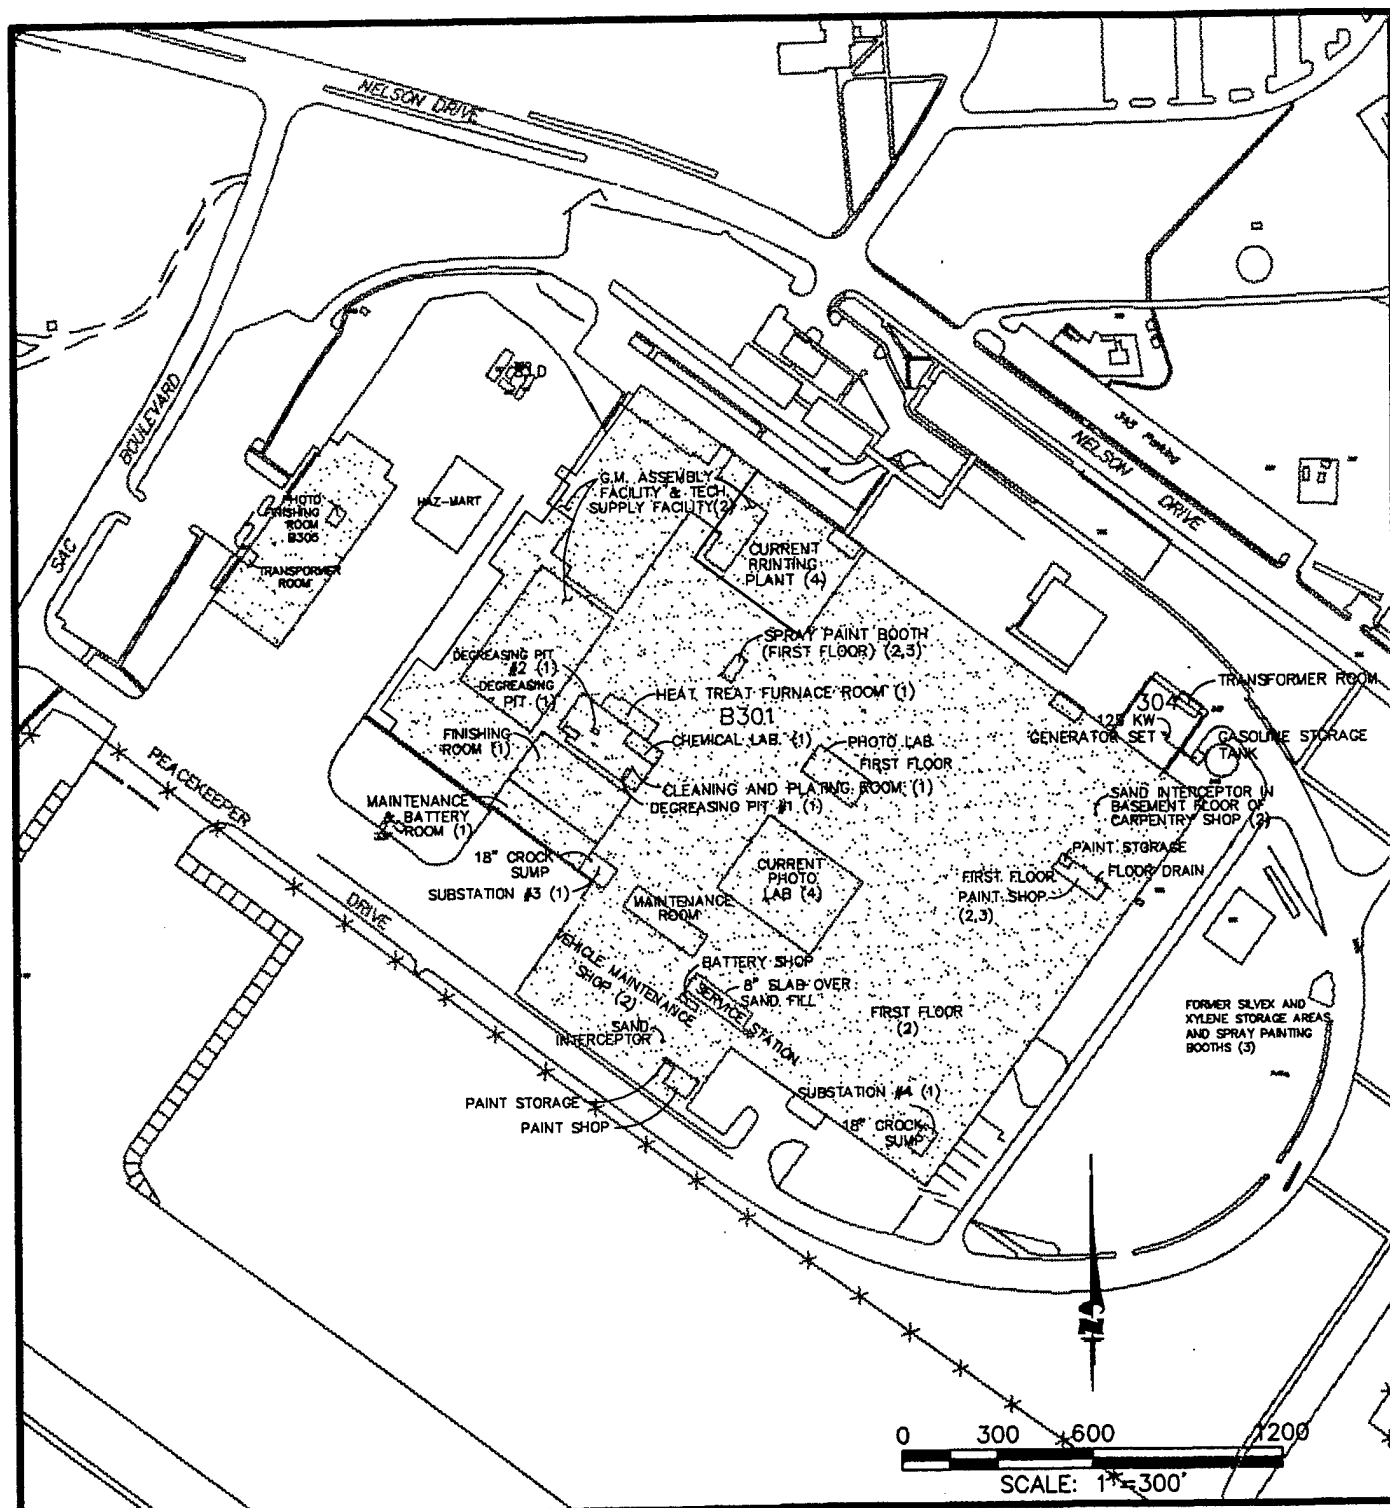 NELSON DRIVE
BOULEVARD
SAC
PHOTO
FINISHING
ROOM
B305
TRANSFORMER
ROOM
HAZ-MART
G.M. ASSEMBLY
FACILITY & TECH.
SUPPLY FACILITY(2)
CURRENT
PRINTING
PLANT (4)
NELSON DRIVE
SPRAY PAINT BOOTH
(FIRST FLOOR) (2,3)
DEGREASING PIT
#2 (1)
DEGREASING
PIT (1)
HEAT TREAT FURNACE ROOM (1)
B301
FINISHING
ROOM (1)
CHEMICAL LAB. (1)
PHOTO LAB
FIRST FLOOR
CLEANING AND PLATING ROOM (1)
DEGREASING PIT #1 (1)
TRANSFORMER ROOM
304
125 KW
GENERATOR SET
GASOLINE STORAGE
TANK
SAND INTERCEPTOR IN
BASEMENT FLOOR OF
CARPENTRY SHOP (2)
PEACEKEEPER
DRIVE
MAINTENANCE
& BATTERY
ROOM (1)
18" CROCK
SUMP
SUBSTATION #3 (1)
CURRENT
PHOTO
LAB (4)
MAINTENANCE
ROOM
PAINT STORAGE
FIRST FLOOR
PAINT SHOP
(2,3)
FLOOR DRAIN
VEHICLE MAINTENANCE
SHOP (2)
BATTERY SHOP
8" SLAB OVER
SAND FILL
SERVICE STATION
FIRST FLOOR
(2)
SAND
INTERCEPTOR
FORMER SILVEX AND
XYLENE STORAGE AREAS
AND SPRAY PAINTING
BOOTHS (3)
PAINT STORAGE
PAINT SHOP
SUBSTATION #4 (1)
18" CROCK
SUMP
N
0 300 600 1200
SCALE: 1"=300'